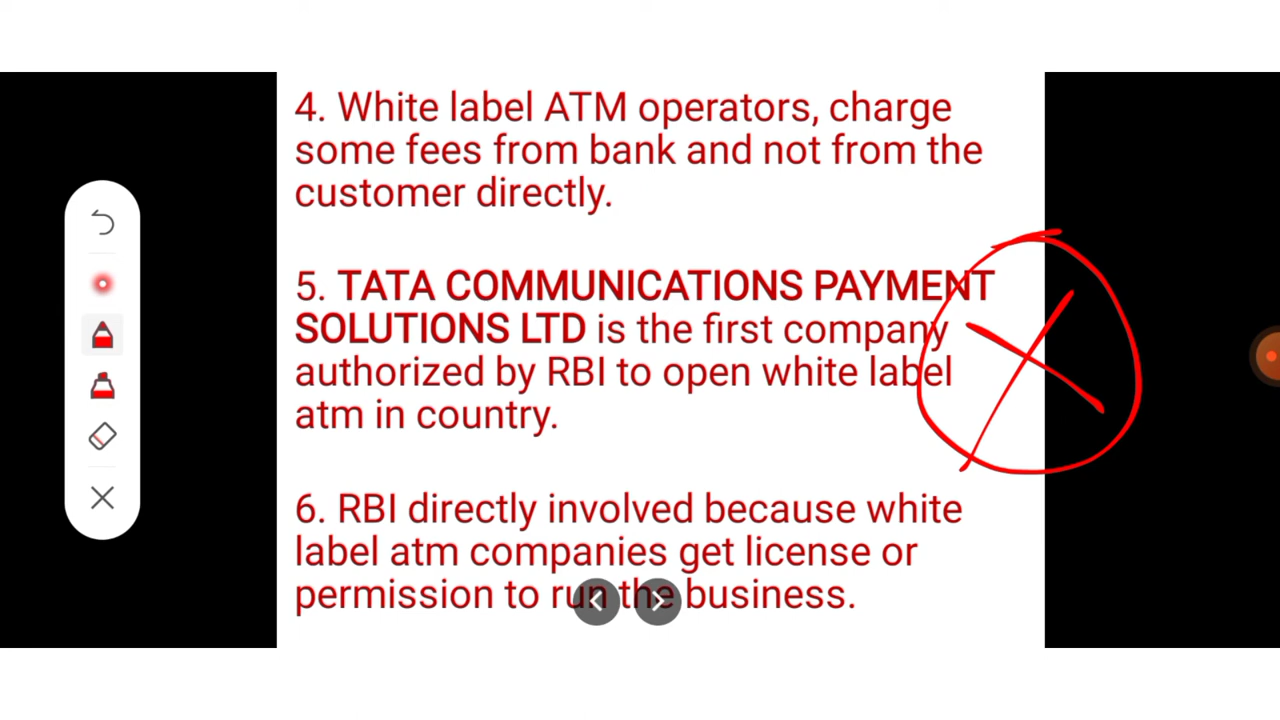 4. White label ATM operators, charge
some fees from bank and not from the
customer directly.
5. TATA COMMUNICATIONS PAYMENT
SOLUTIONS LTD is the first company
authorized by RBI to open white label
atm in country.
6. RBI directly involved because white
label atm companies get license or
permission to run the business.